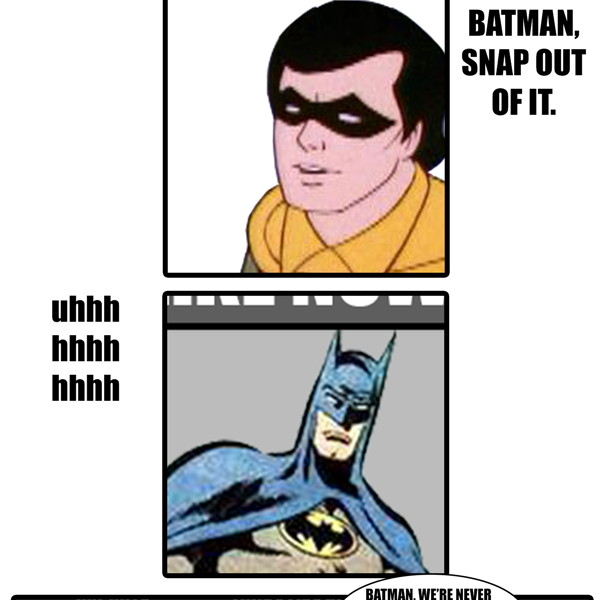 BATMAN,
SNAP OUT
OF IT.
uhhh
hhhh
hhhh
BATMAN, WE'RE NEVER